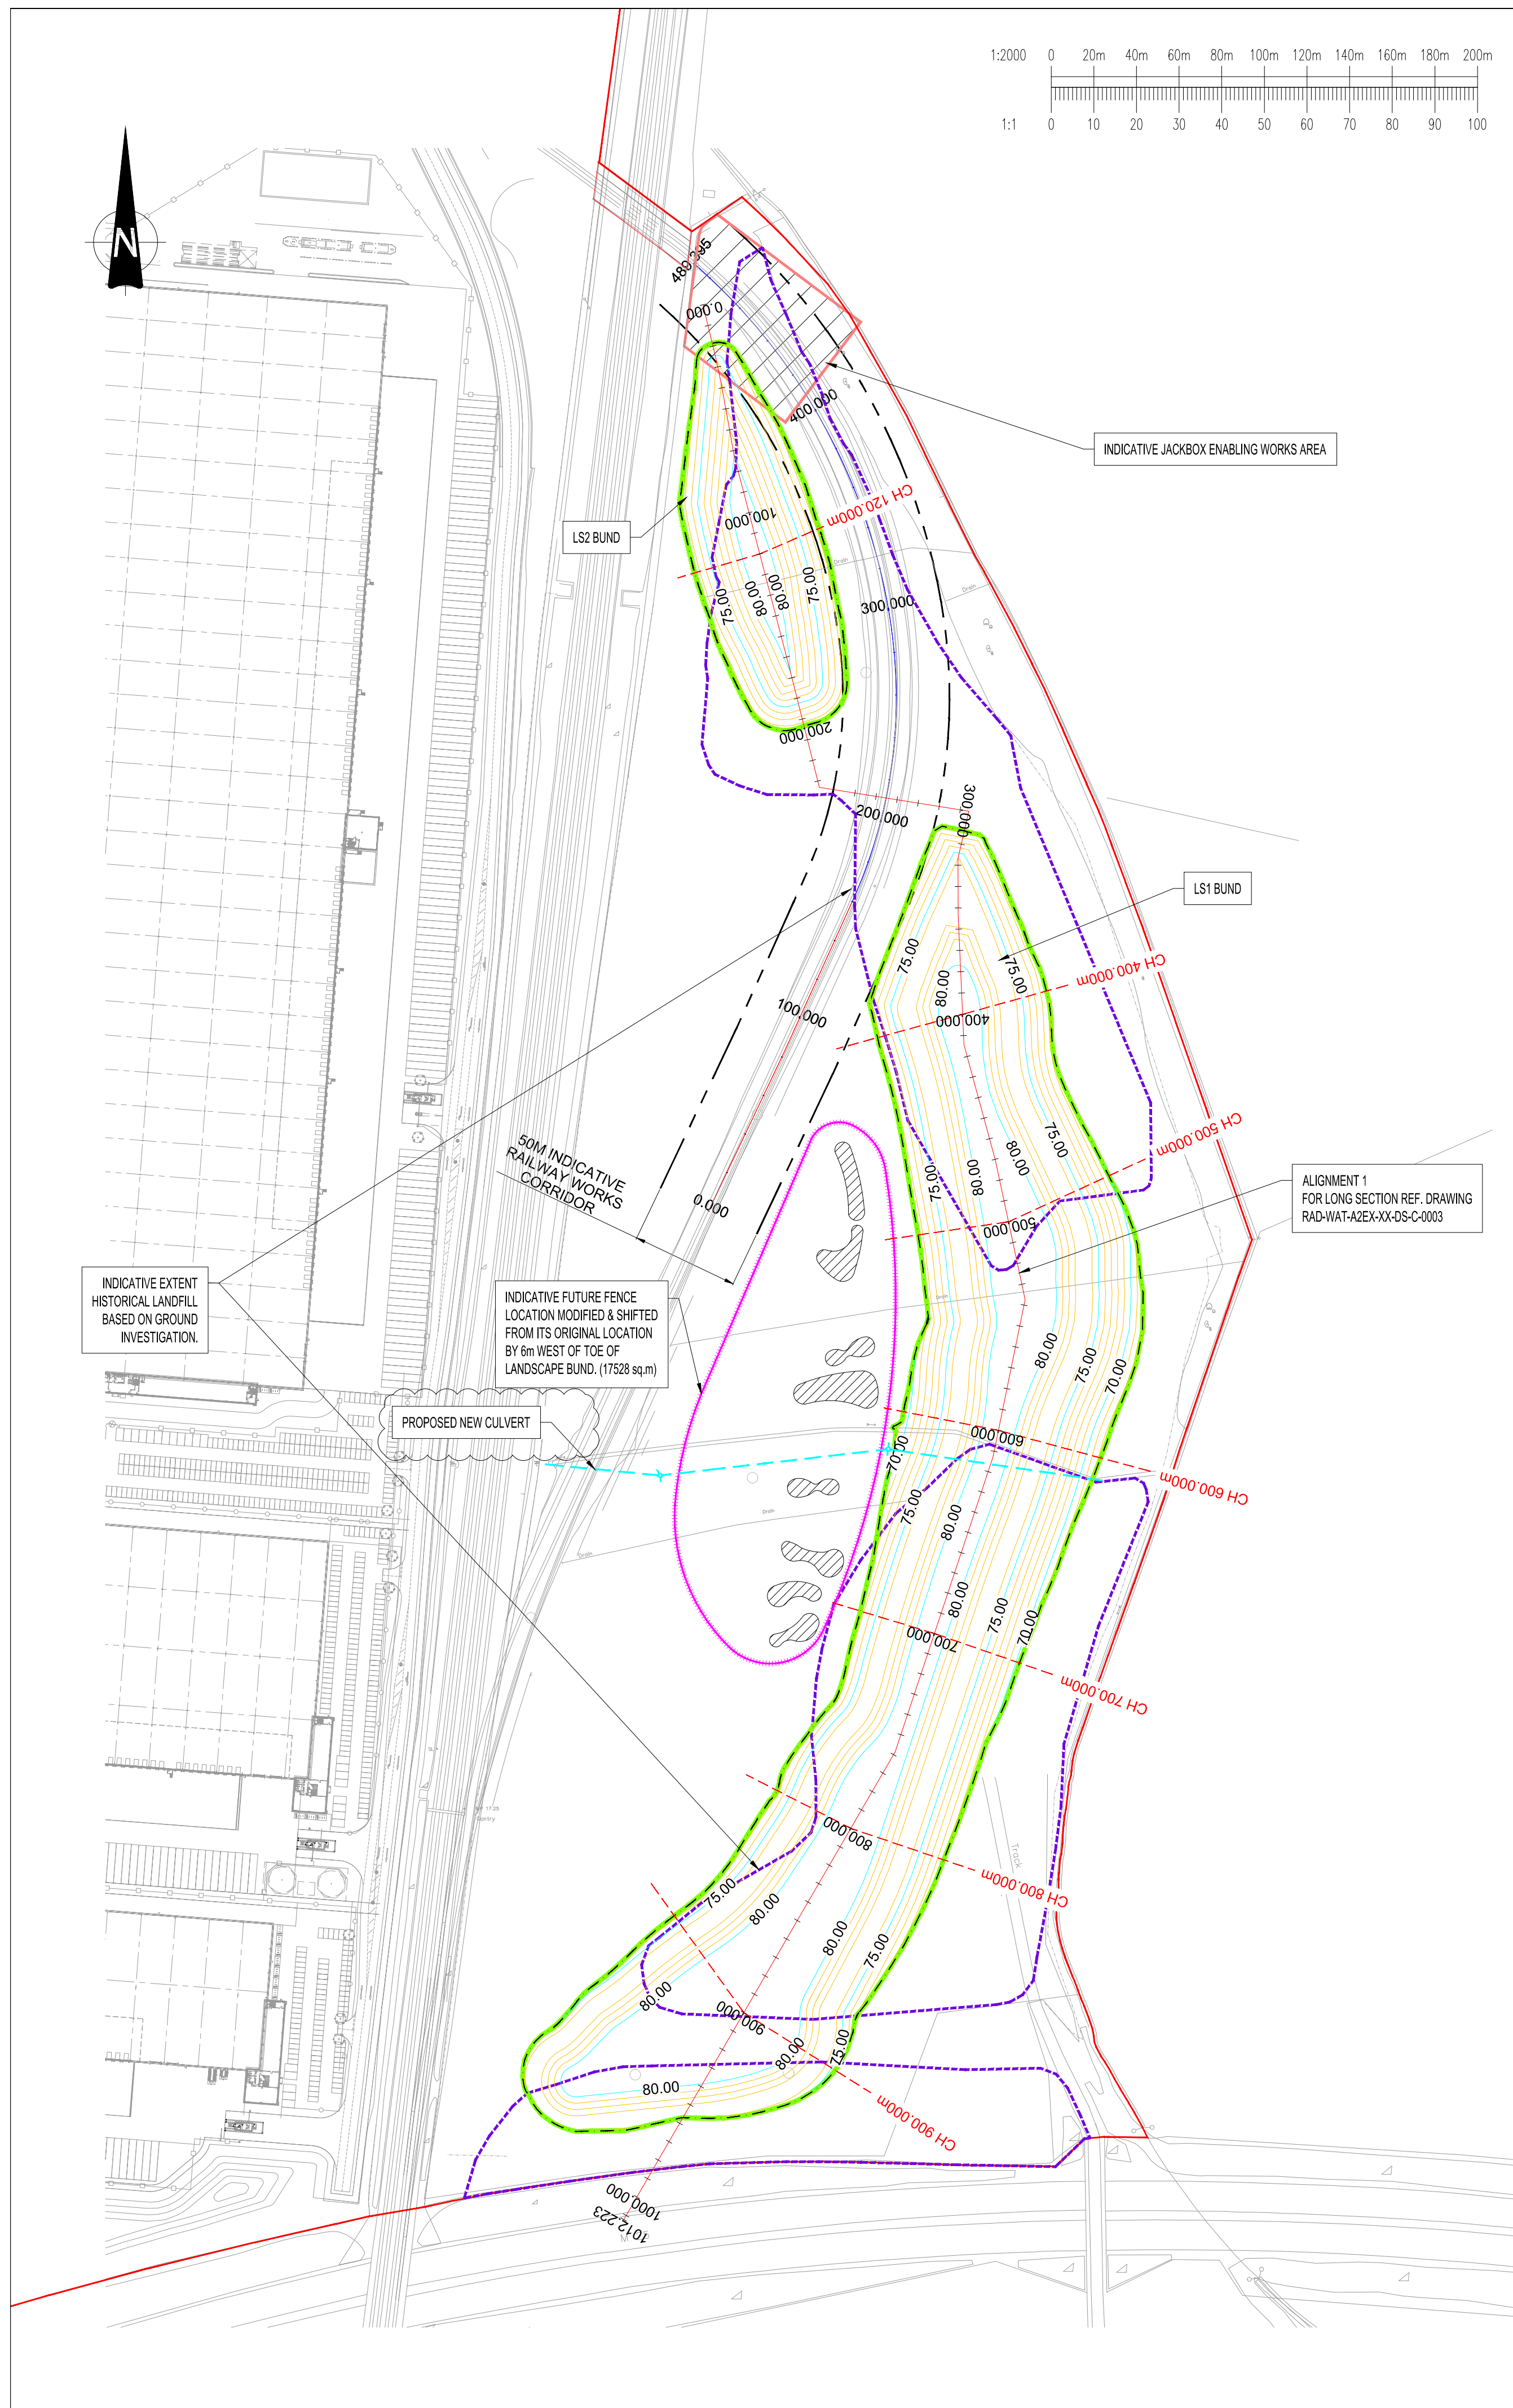 1:2000 0 20m 40m 60m 80m 100m 120m 140m 160m 180m 200m
1:1 0 10 20 30 40 50 60 70 80 90 100
N
489.395
0.000
400.000
INDICATIVE JACKBOX ENABLING WORKS AREA
CH 120.000m
100.000
LS2 BUND
Drain
75.00
80.00
80.00
75.00
300.000
Drain
200.000
200.000
300.000
LS1 BUND
75.00
80.00
75.00
CH 400.000m
400.000
100.000
75.00
80.00
80.00
75.00
CH 500.000m
500.000
50M INDICATIVE
RAILWAY WORKS
CORRIDOR
0.000
ALIGNMENT 1
FOR LONG SECTION REF. DRAWING
RAD-WAT-A2EX-XX-DS-C-0003
INDICATIVE EXTENT
HISTORICAL LANDFILL
BASED ON GROUND
INVESTIGATION.
INDICATIVE FUTURE FENCE
LOCATION MODIFIED & SHIFTED
FROM ITS ORIGINAL LOCATION
BY 6m WEST OF TOE OF
LANDSCAPE BUND. (17528 sq.m)
Drain
80.00
75.00
70.00
PROPOSED NEW CULVERT
600.000
CH 600.000m
70.00
75.00
80.00
Drain
Drain
80.00
75.00
70.00
700.000
CH 700.000m
800.000
CH 800.000m
Track
75.00
80.00
80.00
75.00
80.00
900.000
80.00
75.00
80.00
CH 900.000m
1000.000
1012.223